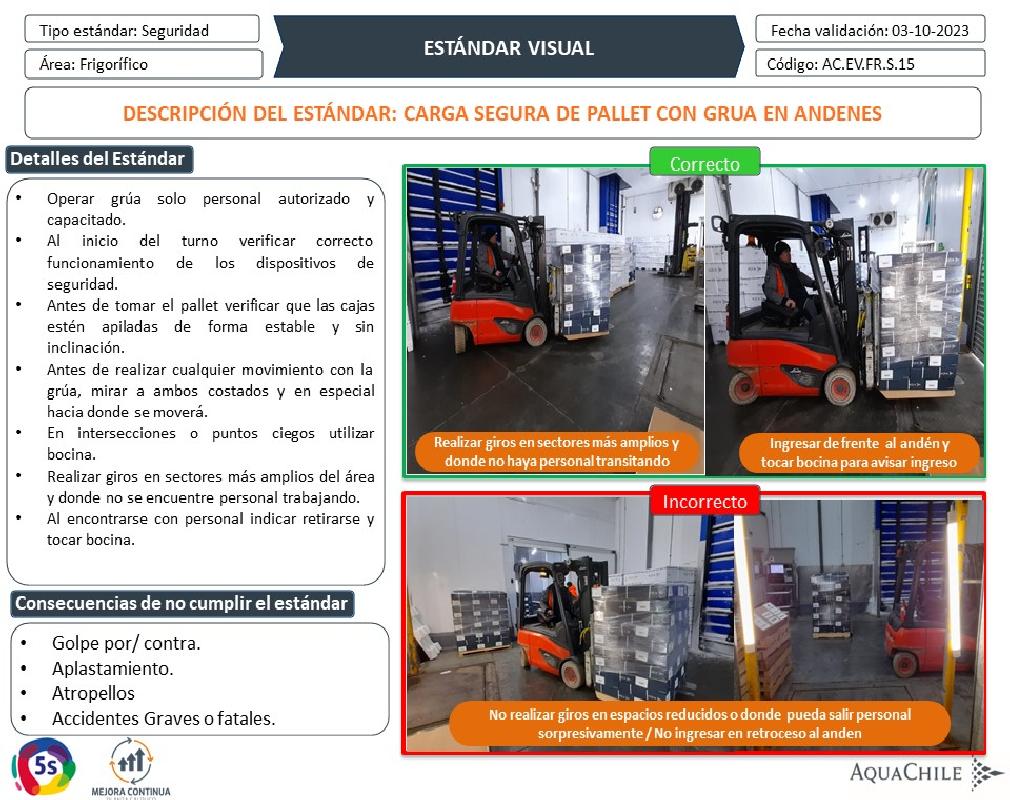 Tipo estándar: Seguridad
Área: Frigorífico
ESTÁNDAR VISUAL
Fecha validación: 03-10-2023
Código: AC.EV.FR.S.15
DESCRIPCIÓN DEL ESTÁNDAR: CARGA SEGURA DE PALLET CON GRUA EN ANDENES
Detalles del Estándar
• Operar grúa solo personal autorizado y
capacitado.
• Al inicio del turno verificar correcto
funcionamiento de los dispositivos de
seguridad.
• Antes de tomar el pallet verificar que las cajas
estén apiladas de forma estable y sin
inclinación.
• Antes de realizar cualquier movimiento con la
grúa, mirar a ambos costados y en especial
hacia donde se moverá.
• En intersecciones o puntos ciegos utilizar
bocina.
• Realizar giros en sectores más amplios del área
y donde no se encuentre personal trabajando.
• Al encontrarse con personal indicar retirarse y
tocar bocina.
Consecuencias de no cumplir el estándar
• Golpe por/ contra.
• Aplastamiento.
• Atropellos
• Accidentes Graves o fatales.
Correcto
Realizar giros en sectores más amplios y
donde no haya personal transitando
Ingresar de frente al andén y
tocar bocina para avisar ingreso
Incorrecto
No realizar giros en espacios reducidos o donde pueda salir personal
sorpresivamente / No ingresar en retroceso al anden
5s
MEJORA CONTINUA
AQUACHILE